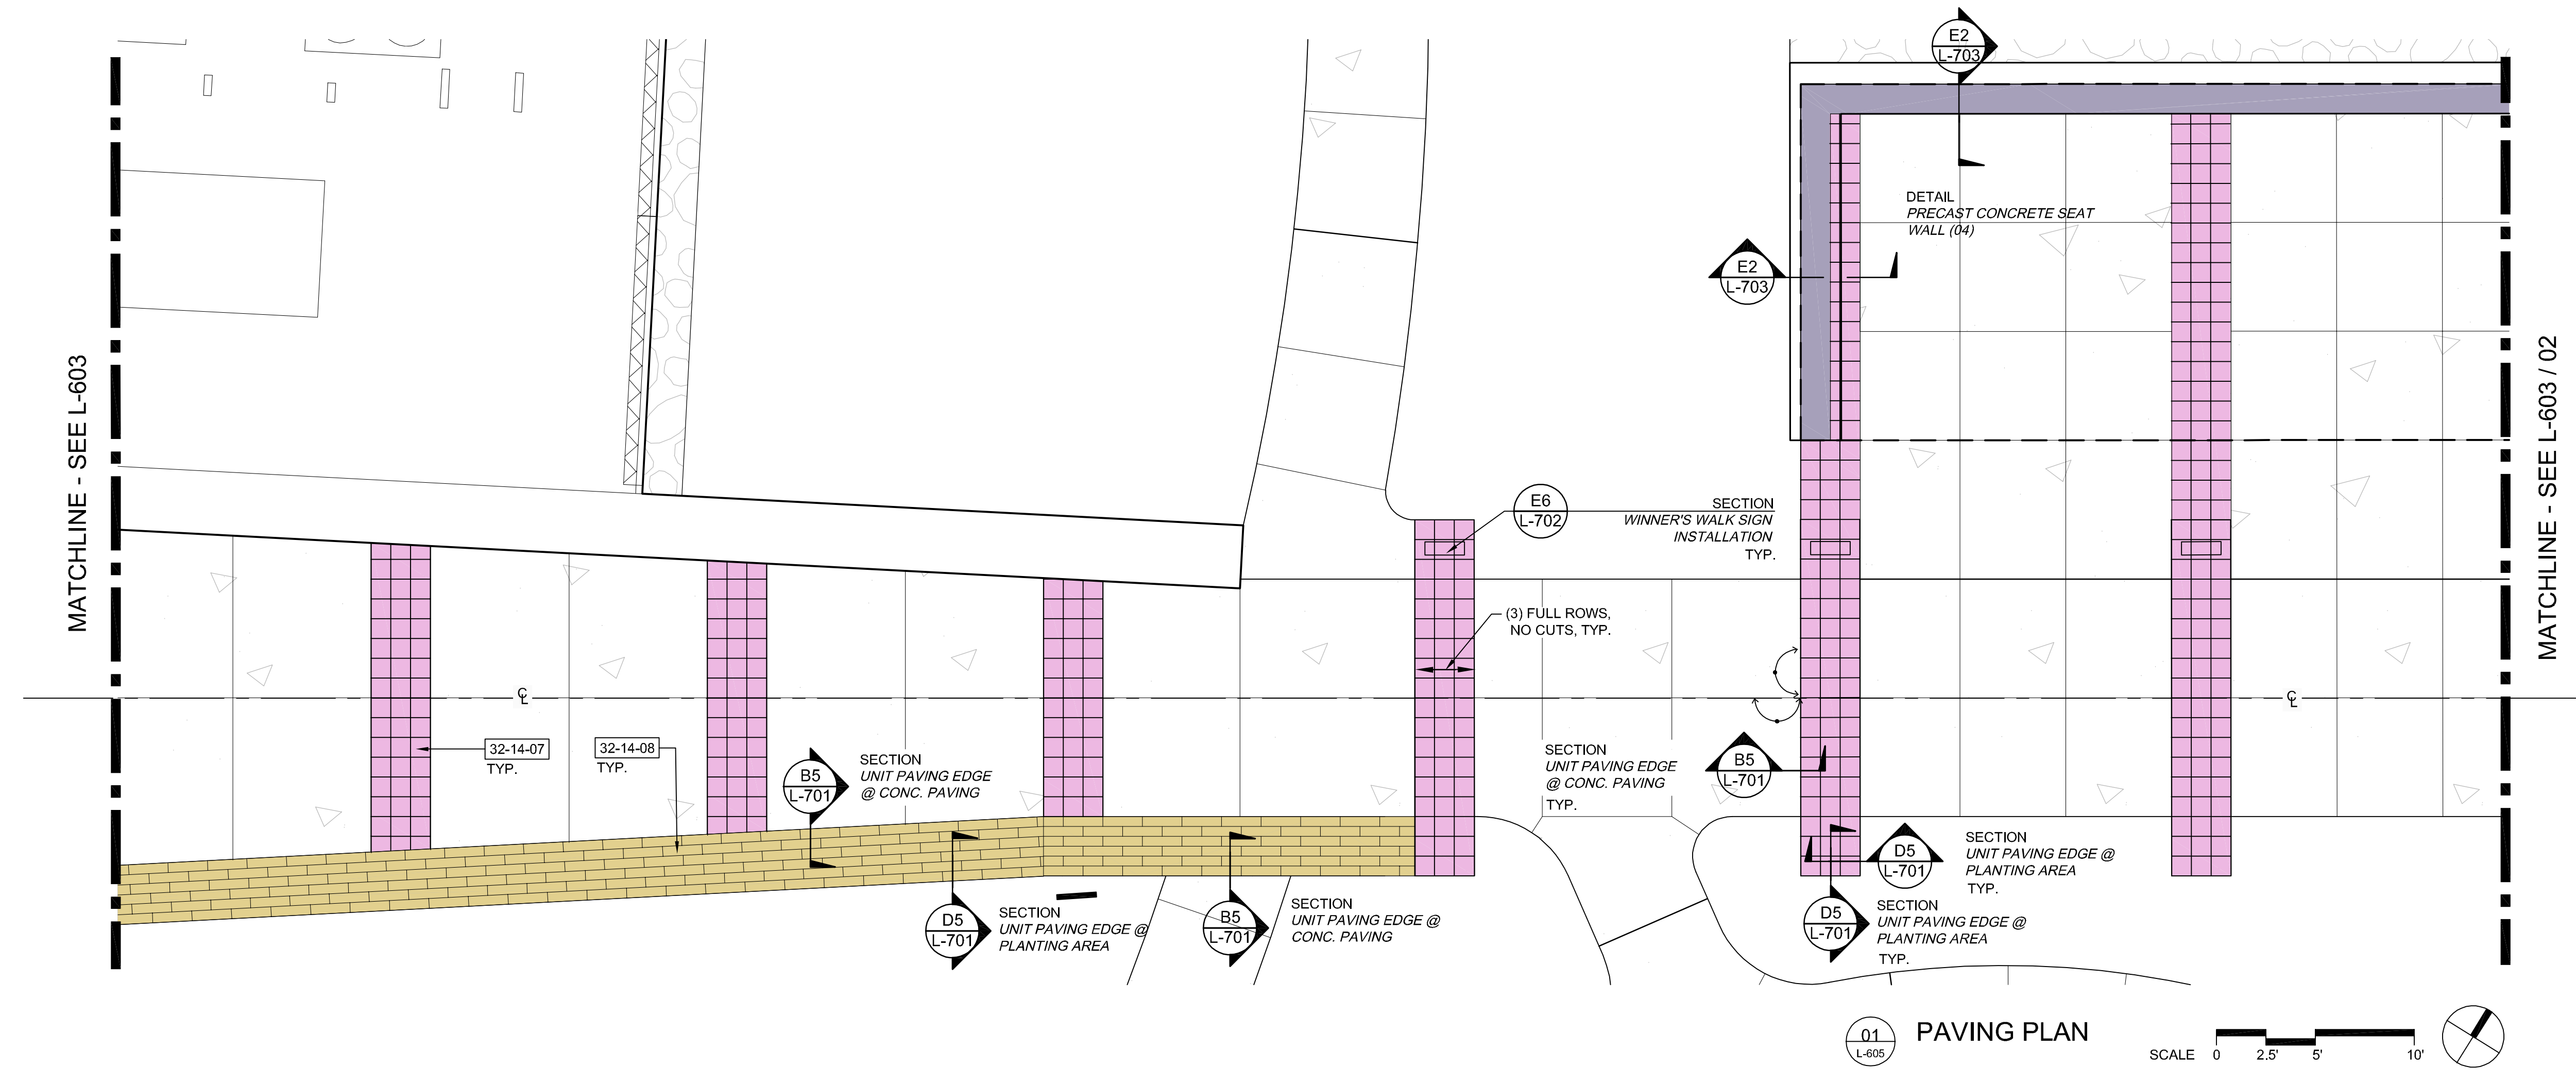 E2
L-703
DETAIL
PRECAST CONCRETE SEAT
WALL (04)
E2
L-703
MATCHLINE - SEE L-603
MATCHLINE - SEE L-603 / 02
E6
L-702
SECTION
WINNER'S WALK SIGN
INSTALLATION
TYP.
(3) FULL ROWS,
NO CUTS, TYP.
CL
CL
32-14-07
TYP.
32-14-08
TYP.
B5
L-701
SECTION
UNIT PAVING EDGE
@ CONC. PAVING
SECTION
UNIT PAVING EDGE
@ CONC. PAVING
TYP.
B5
L-701
D5
L-701
SECTION
UNIT PAVING EDGE @
PLANTING AREA
TYP.
D5
L-701
SECTION
UNIT PAVING EDGE @
PLANTING AREA
B5
L-701
SECTION
UNIT PAVING EDGE @
CONC. PAVING
D5
L-701
SECTION
UNIT PAVING EDGE @
PLANTING AREA
TYP.
01
L-605
PAVING PLAN
SCALE 0 2.5' 5' 10'